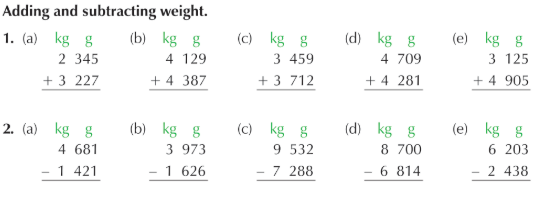 Adding and subtracting weight.
1. (a) kg g (b) kg g (c) kg g (d) kg g (e) kg g
2 345 4 129 3 459 4 709 3 125
+ 3 227 + 4 387 + 3 712 + 4 281 + 4 905
2. (a) kg g (b) kg g (c) kg g (d) kg g (e) kg g
4 681 3 973 9 532 8 700 6 203
– 1 421 – 1 626 – 7 288 – 6 814 – 2 438